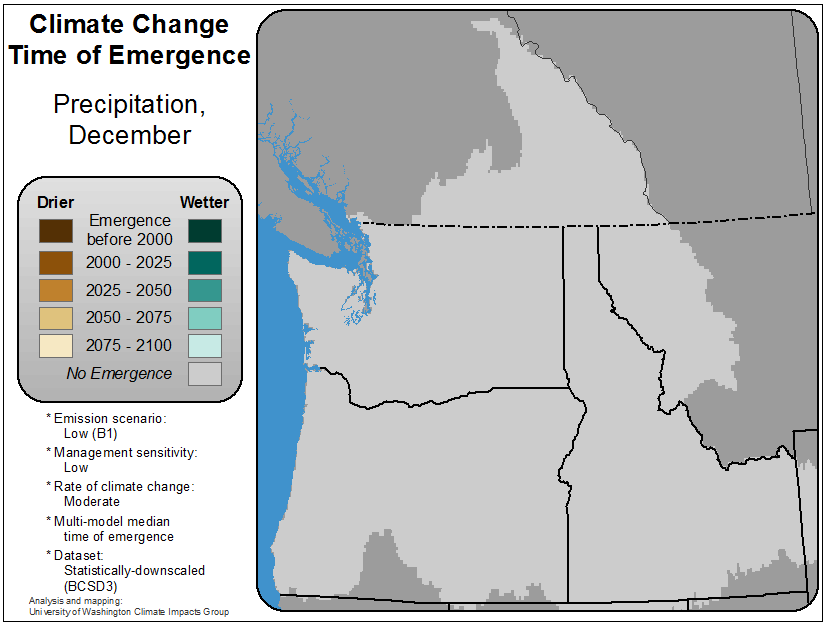 Climate Change
Time of Emergence
Precipitation,
December
Drier Wetter
Emergence
before 2000
2000 - 2025
2025 - 2050
2050 - 2075
2075 - 2100
No Emergence
* Emission scenario:
Low (B1)
* Management sensitivity:
Low
* Rate of climate change:
Moderate
* Multi-model median
time of emergence
* Dataset:
Statistically-downscaled
(BCSD3)
Analysis and mapping:
University of Washington Climate Impacts Group